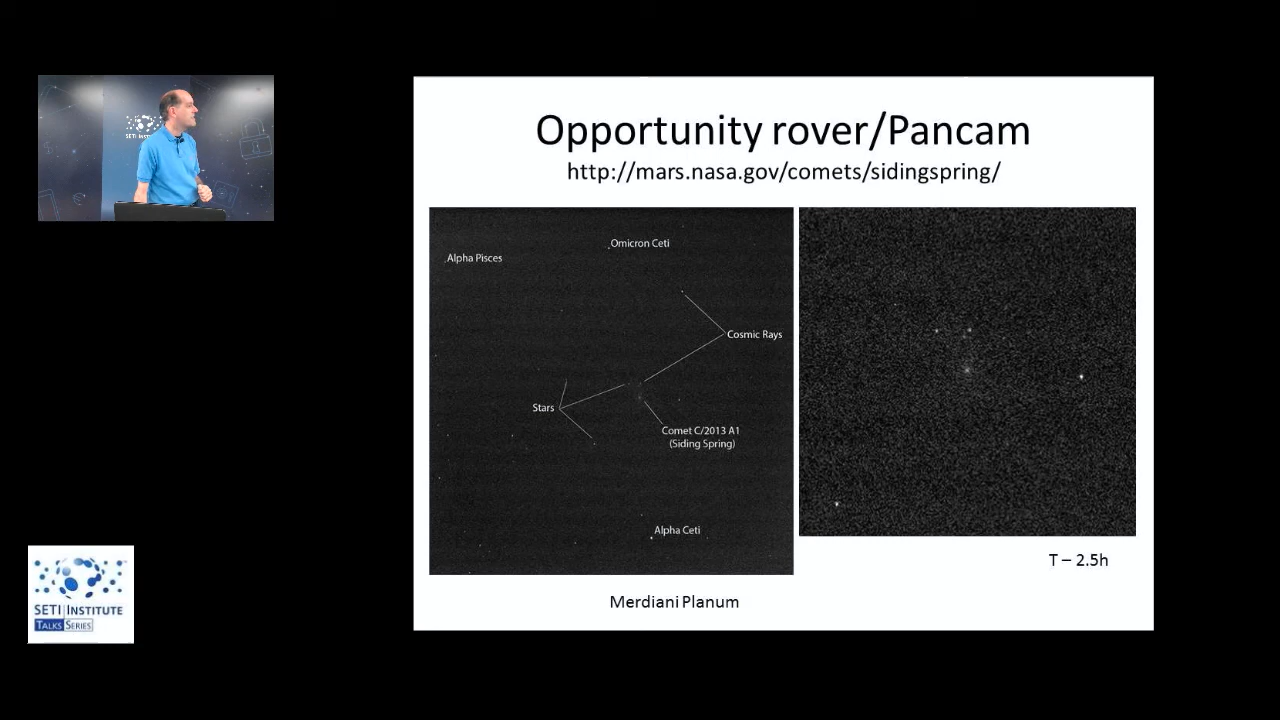 Opportunity rover/Pancam
http://mars.nasa.gov/comets/sidingspring/
Omicron Ceti
Alpha Pisces
Cosmic Rays
Stars
Comet C/2013 A1
(Siding Spring)
Alpha Ceti
T – 2.5h
Merdiani Planum
SETI INSTITUTE
TALKS SERIES